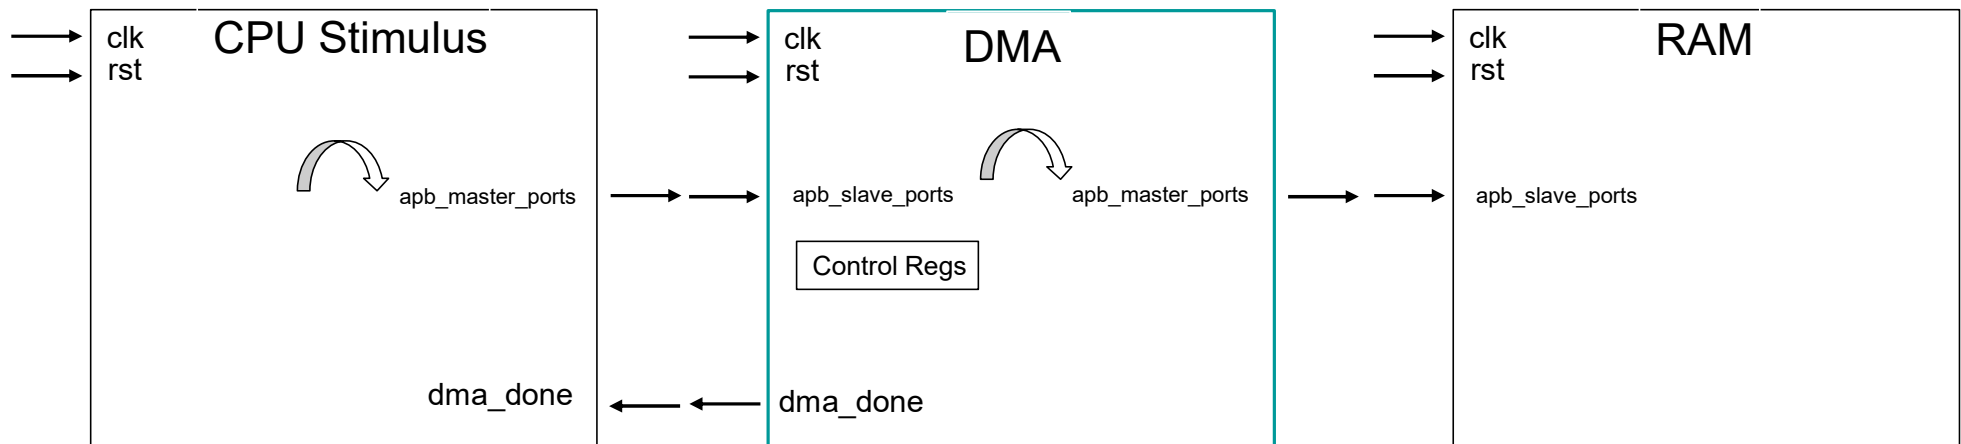 CPU Stimulus
clk
rst
apb_master_ports
dma_done
DMA
clk
rst
apb_slave_ports
apb_master_ports
Control Regs
dma_done
RAM
clk
rst
apb_slave_ports